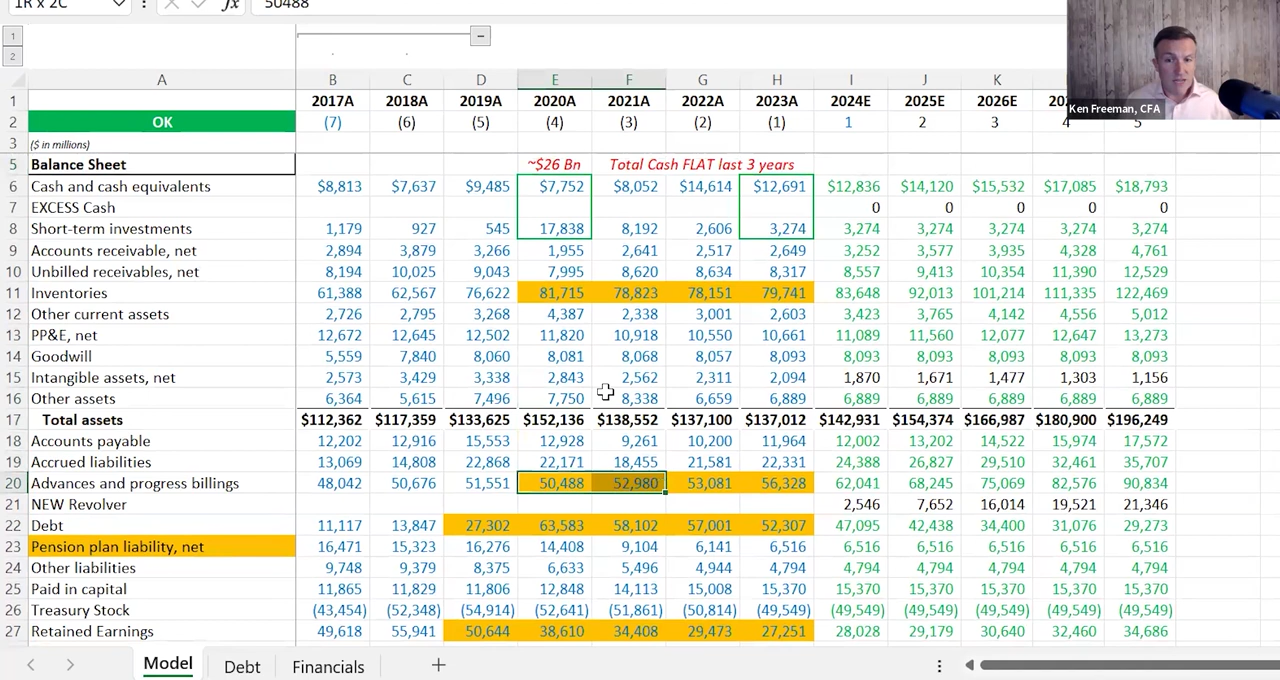 1R x 2C fx 50488
1
2
A B C D E F G H I J K
1 2017A 2018A 2019A 2020A 2021A 2022A 2023A 2024E 2025E 2026E
2 OK (7) (6) (5) (4) (3) (2) (1) 1 2 3 4 5
3 ($ in millions)
5 Balance Sheet ~$26 Bn Total Cash FLAT last 3 years
6 Cash and cash equivalents $8,813 $7,637 $9,485 $7,752 $8,052 $14,614 $12,691 $12,836 $14,120 $15,532 $17,085 $18,793
7 EXCESS Cash 0 0 0 0 0
8 Short-term investments 1,179 927 545 17,838 8,192 2,606 3,274 3,274 3,274 3,274 3,274 3,274
9 Accounts receivable, net 2,894 3,879 3,266 1,955 2,641 2,517 2,649 3,252 3,577 3,935 4,328 4,761
10 Unbilled receivables, net 8,194 10,025 9,043 7,995 8,620 8,634 8,317 8,557 9,413 10,354 11,390 12,529
11 Inventories 61,388 62,567 76,622 81,715 78,823 78,151 79,741 83,648 92,013 101,214 111,335 122,469
12 Other current assets 2,726 2,795 3,268 4,387 2,338 3,001 2,603 3,423 3,765 4,142 4,556 5,012
13 PP&E, net 12,672 12,645 12,502 11,820 10,918 10,550 10,661 11,089 11,560 12,077 12,647 13,273
14 Goodwill 5,559 7,840 8,060 8,081 8,068 8,057 8,093 8,093 8,093 8,093 8,093 8,093
15 Intangible assets, net 2,573 3,429 3,338 2,843 2,562 2,311 2,094 1,870 1,671 1,477 1,303 1,156
16 Other assets 6,364 5,615 7,496 7,750 8,338 6,659 6,889 6,889 6,889 6,889 6,889 6,889
17 Total assets $112,362 $117,359 $133,625 $152,136 $138,552 $137,100 $137,012 $142,931 $154,374 $166,987 $180,900 $196,249
18 Accounts payable 12,202 12,916 15,553 12,928 9,261 10,200 11,964 12,002 13,202 14,522 15,974 17,572
19 Accrued liabilities 13,069 14,808 22,868 22,171 18,455 21,581 22,331 24,388 26,827 29,510 32,461 35,707
20 Advances and progress billings 48,042 50,676 51,551 50,488 52,980 53,081 56,328 62,041 68,245 75,069 82,576 90,834
21 NEW Revolver 2,546 7,652 16,014 19,521 21,346
22 Debt 11,117 13,847 27,302 63,583 58,102 57,001 52,307 47,095 42,438 34,400 31,076 29,273
23 Pension plan liability, net 16,471 15,323 16,276 14,408 9,104 6,141 6,516 6,516 6,516 6,516 6,516 6,516
24 Other liabilities 9,748 9,379 8,375 6,633 5,496 4,944 4,794 4,794 4,794 4,794 4,794 4,794
25 Paid in capital 11,865 11,829 11,806 12,848 14,113 15,008 15,370 15,370 15,370 15,370 15,370 15,370
26 Treasury Stock (43,454) (52,348) (54,914) (52,641) (51,861) (50,814) (49,549) (49,549) (49,549) (49,549) (49,549) (49,549)
27 Retained Earnings 49,618 55,941 50,644 38,610 34,408 29,473 27,251 28,028 29,179 30,640 32,460 34,686
Model Debt Financials
Ken Freeman, CFA